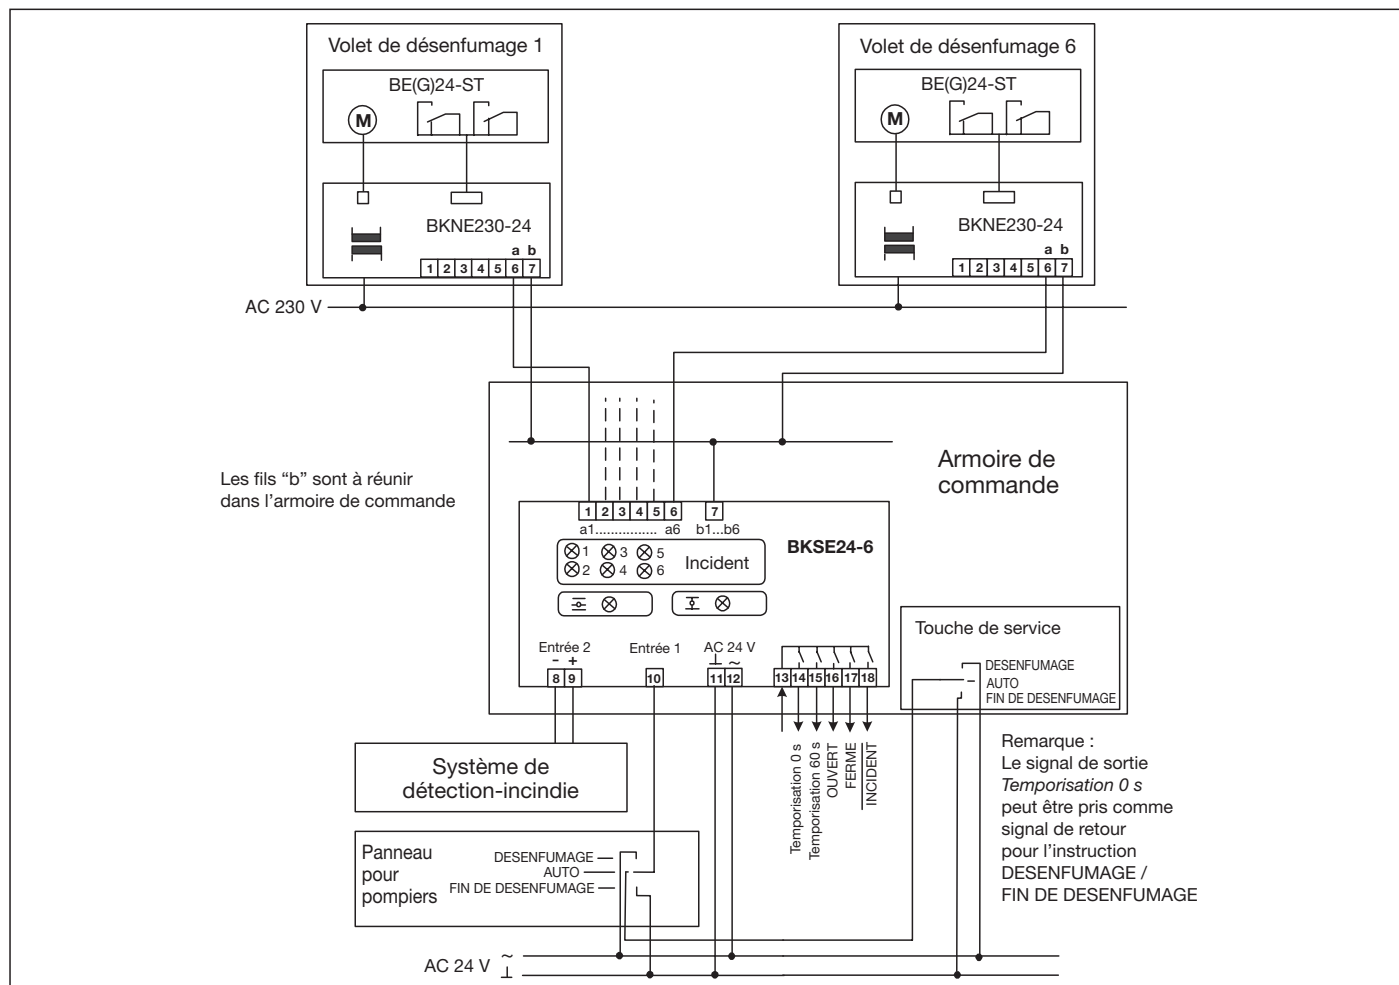 Volet de désenfumage 1
BE(G)24-ST
M
BKNE230-24
a b
1 2 3 4 5 6 7
Volet de désenfumage 6
BE(G)24-ST
M
BKNE230-24
a b
1 2 3 4 5 6 7
AC 230 V
Les fils “b” sont à réunir
dans l’armoire de commande
Armoire de
commande
1 2 3 4 5 6 7
a1................ a6 b1...b6
BKSE24-6
1 3 5
2 4 6
Incident
Entrée 2
- +
8 9
Entrée 1
10
AC 24 V
⊥ ~
11 12
13 14 15 16 17 18
Temporisation 0 s
Temporisation 60 s
OUVERT
FERME
INCIDENT
Touche de service
DESENFUMAGE
AUTO
FIN DE DESENFUMAGE
Système de
détection-incindie
Panneau
pour
pompiers
DESENFUMAGE
AUTO
FIN DE DESENFUMAGE
Remarque :
Le signal de sortie
Temporisation 0 s
peut être pris comme
signal de retour
pour l’instruction
DESENFUMAGE /
FIN DE DESENFUMAGE
AC 24 V ~
⊥